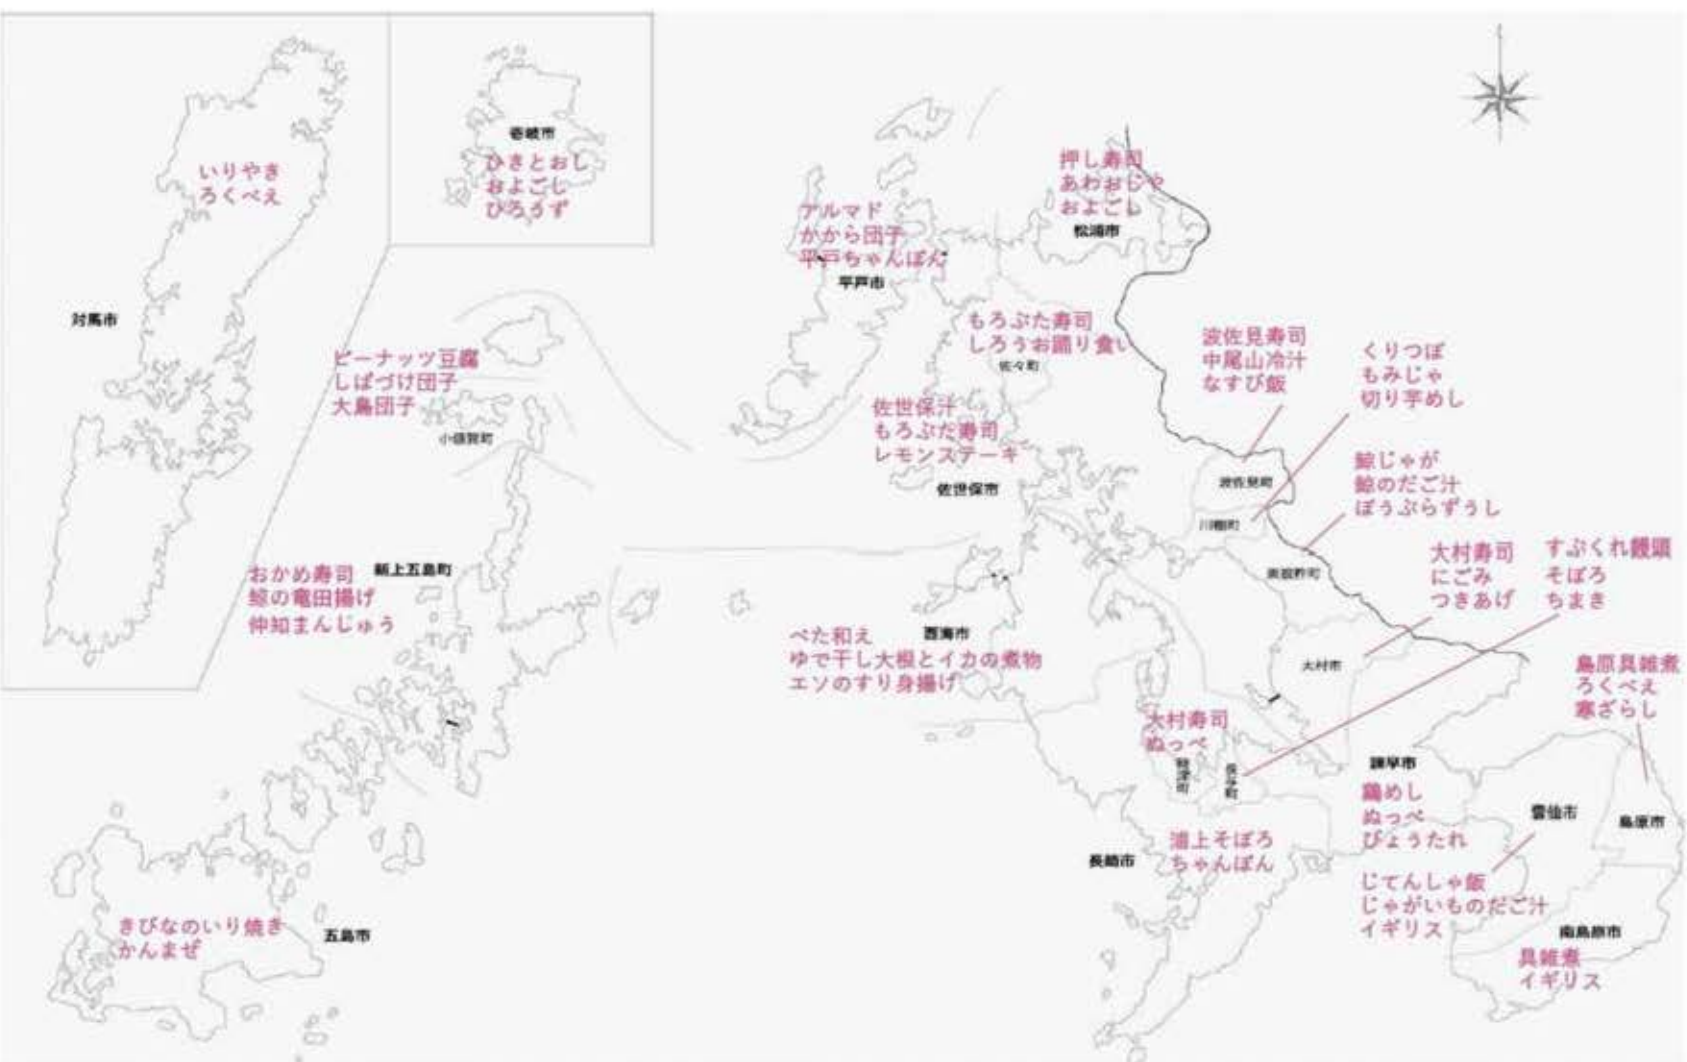 壱岐市
ひきとおし
およごし
ひろうず
いりやき
ろくべえ
対馬市
押し寿司
あわおじや
およごし
松浦市
アルマド
かから団子
平戸ちゃんぽん
平戸市
もろぶた寿司
しろうお踊り食い
佐々町
波佐見寿司
中尾山冷汁
なすび飯
波佐見町
くりつぼ
もみじゃ
切り芋めし
川棚町
ピーナッツ豆腐
しばづけ団子
大島団子
小値賀町
佐世保汁
もろぶた寿司
レモンステーキ
佐世保市
鯨じゃが
鯨のだご汁
ぼうぶらずうし
東彼杵町
大村寿司
にごみ
つきあげ
大村市
すぷくれ饅頭
そぼろ
ちまき
長与町
新上五島町
おかめ寿司
鯨の竜田揚げ
仲知まんじゅう
西海市
べた和え
ゆで干し大根とイカの煮物
エソのすり身揚げ
大村寿司
ぬっぺ
時津町
島原具雑煮
ろくべえ
寒ざらし
島原市
諫早市
鶏めし
ぬっぺ
びょうたれ
雲仙市
じてんしゃ飯
じゃがいものだご汁
イギリス
長崎市
浦上そぼろ
ちゃんぽん
南島原市
具雑煮
イギリス
五島市
きびなのいり焼き
かんまぜ